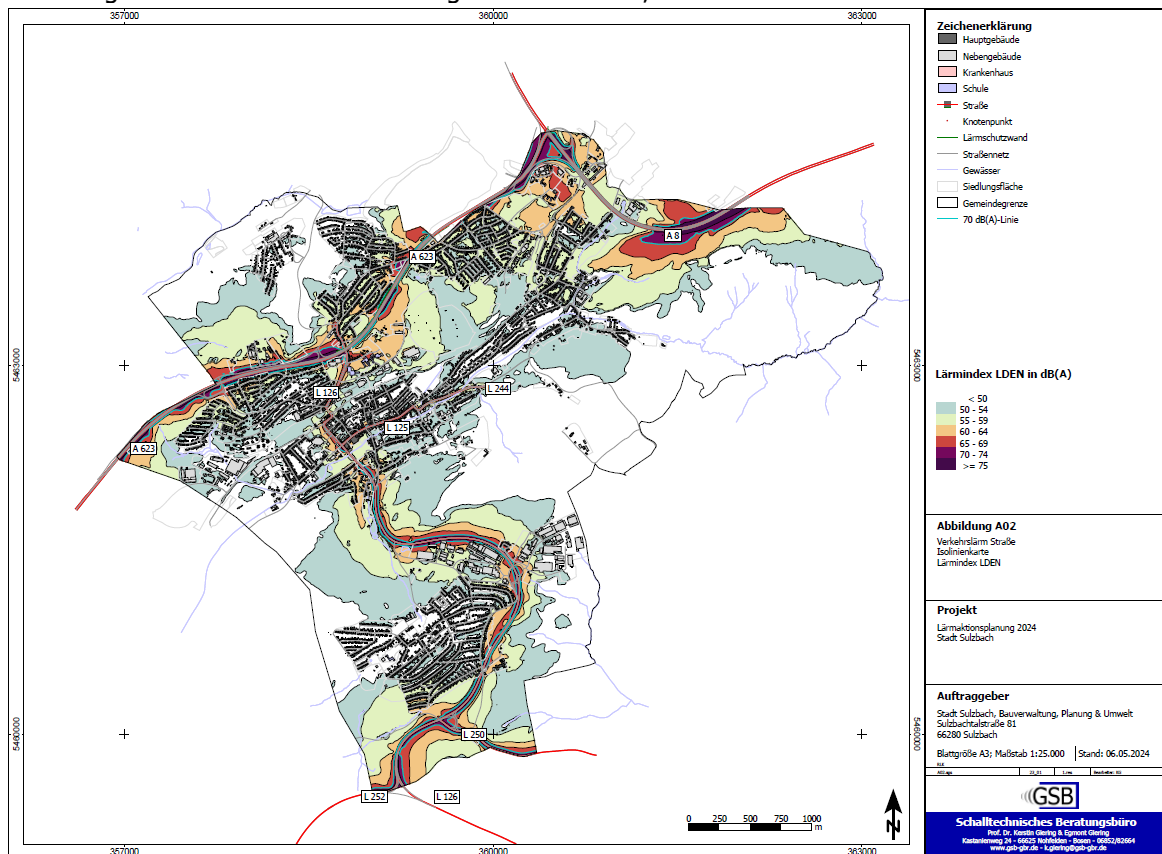 357000
360000
363000
5463000
5463000
5460000
5460000
A 8
A 623
L 126
L 244
L 125
A 623
L 250
L 252
L 126
0 250 500 750 1000
m
N
357000
360000
363000
Zeichenerklärung
Hauptgebäude
Nebengebäude
Krankenhaus
Schule
Straße
Knotenpunkt
Lärmschutzwand
Straßennetz
Gewässer
Siedlungsfläche
Gemeindegrenze
70 dB(A)-Linie
Lärmindex LDEN in dB(A)
< 50
50 - 54
55 - 59
60 - 64
65 - 69
70 - 74
>= 75
Abbildung A02
Verkehrslärm Straße
Isolinienkarte
Lärmindex LDEN
Projekt
Lärmaktionsplanung 2024
Stadt Sulzbach
Auftraggeber
Stadt Sulzbach, Bauverwaltung, Planung & Umwelt
Sulzbachtalstraße 81
66280 Sulzbach
Blattgröße A3; Maßstab 1:25.000 Stand: 06.05.2024
GSB
Schalltechnisches Beratungsbüro
Prof. Dr. Kerstin Giering & Egmont Giering
Kastanienweg 24 - 66625 Nohfelden - Bosen - 06852/82664
www.gsb-gbr.de - k.giering@gsb-gbr.de